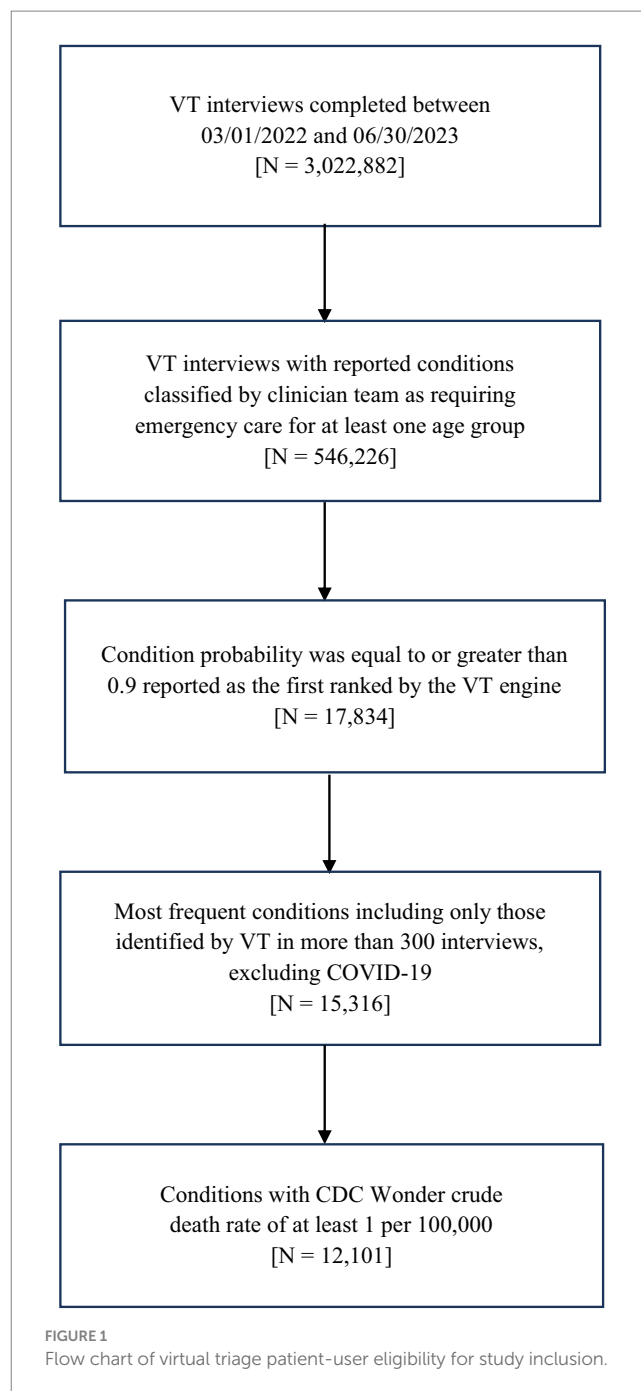 VT interviews completed between
03/01/2022 and 06/30/2023
[N = 3,022,882]
VT interviews with reported conditions
classified by clinician team as requiring
emergency care for at least one age group
[N = 546,226]
Condition probability was equal to or greater than
0.9 reported as the first ranked by the VT engine
[N = 17,834]
Most frequent conditions including only those
identified by VT in more than 300 interviews,
excluding COVID-19
[N = 15,316]
Conditions with CDC Wonder crude
death rate of at least 1 per 100,000
[N = 12,101]
FIGURE 1
Flow chart of virtual triage patient-user eligibility for study inclusion.